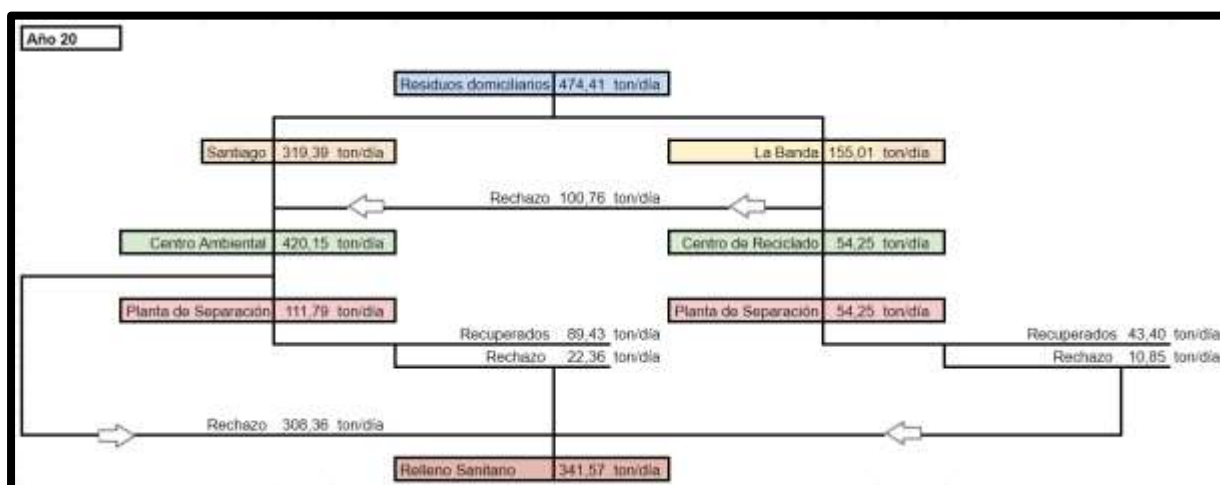 Año 20
Residuos domiciliarios 474,41 ton/día
Santiago 319,39 ton/día
La Banda 155,01 ton/día
Rechazo 100,76 ton/día
Centro Ambiental 420,15 ton/día
Centro de Reciclado 54,25 ton/día
Planta de Separación 111,79 ton/día
Planta de Separación 54,25 ton/día
Recuperados 89,43 ton/día
Recuperados 43,40 ton/día
Rechazo 22,36 ton/día
Rechazo 10,85 ton/día
Rechazo 308,36 ton/día
Relleno Sanitario 341,57 ton/día